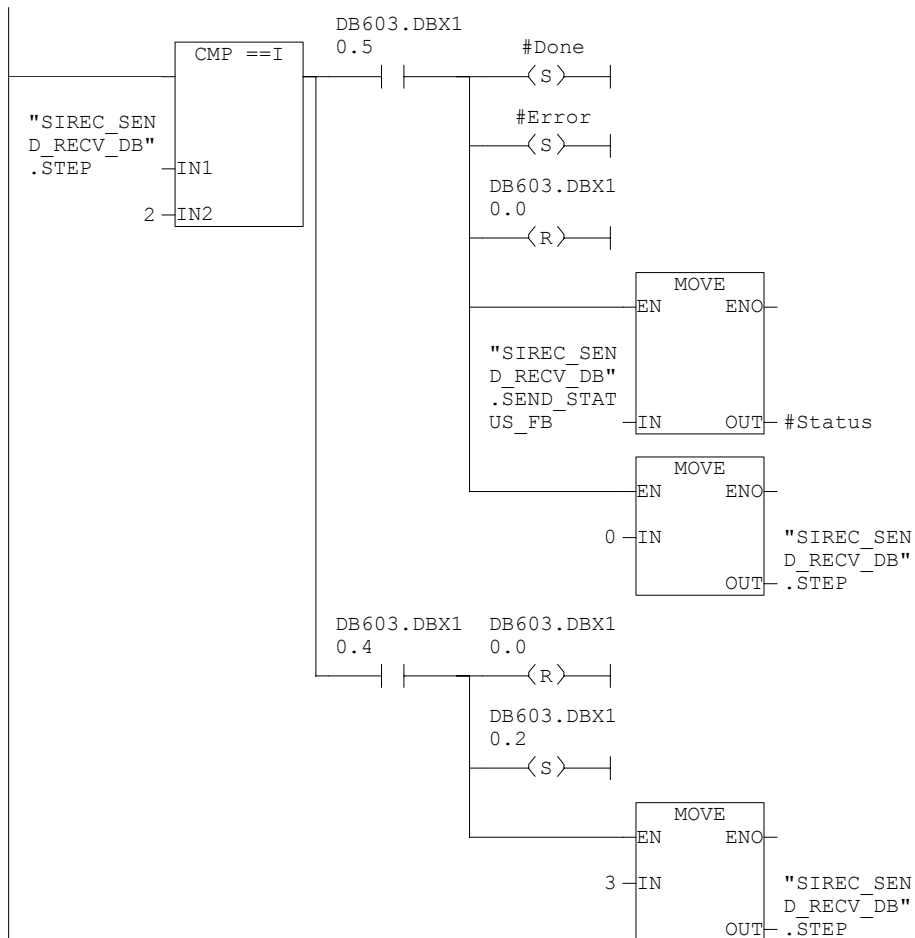 DB603.DBX1
0.5
#Done
CMP ==I
(S)
#Error
"SIREC_SEN
D_RECV_DB"
.STEP
IN1
(S)
DB603.DBX1
0.0
2
IN2
(R)
MOVE
EN
ENO
"SIREC_SEN
D_RECV_DB"
.SEND_STAT
US_FB
IN
OUT
#Status
MOVE
EN
ENO
0
IN
"SIREC_SEN
D_RECV_DB"
.STEP
OUT
DB603.DBX1
0.4
DB603.DBX1
0.0
(R)
DB603.DBX1
0.2
(S)
MOVE
EN
ENO
3
IN
"SIREC_SEN
D_RECV_DB"
.STEP
OUT